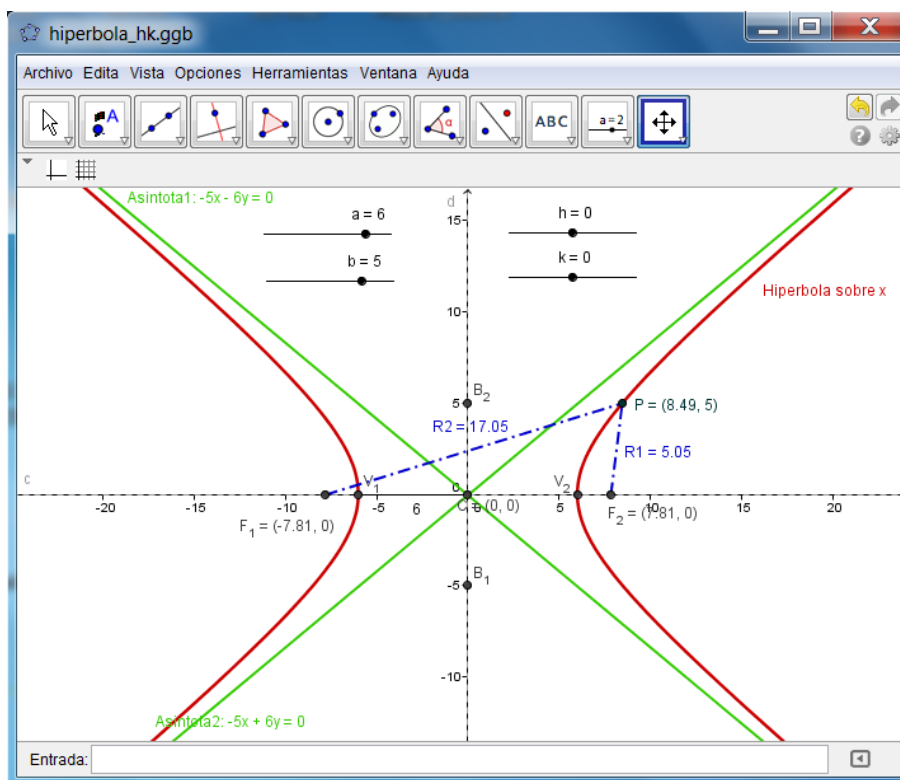 hiperbola_hk.ggb
Archivo Edita Vista Opciones Herramientas Ventana Ayuda
A
α
ABC
a=2
Asintota1: -5x - 6y = 0
d
15
a = 6
h = 0
b = 5
k = 0
10
Hiperbola sobre x
B2
5
P = (8.49, 5)
R2 = 17.05
R1 = 5.05
c
V1
V2
-20 -15 -10 -5 6 5 10 15 20
(0, 0)
F1 = (-7.81, 0)
F2 = (7.81, 0)
-5
B1
-10
Asintota2: -5x + 6y = 0
Entrada: